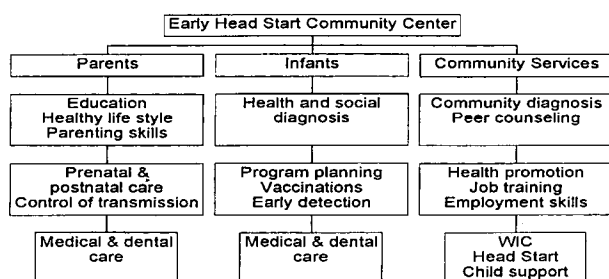 Early Head Start Community Center
Parents
Infants
Community Services
Education
Healthy life style
Parenting skills
Health and social
diagnosis
Community diagnosis
Peer counseling
Prenatal &
postnatal care
Control of transmission
Program planning
Vaccinations
Early detection
Health promotion
Job training
Employment skills
Medical & dental
care
Medical & dental
care
WIC
Head Start
Child support